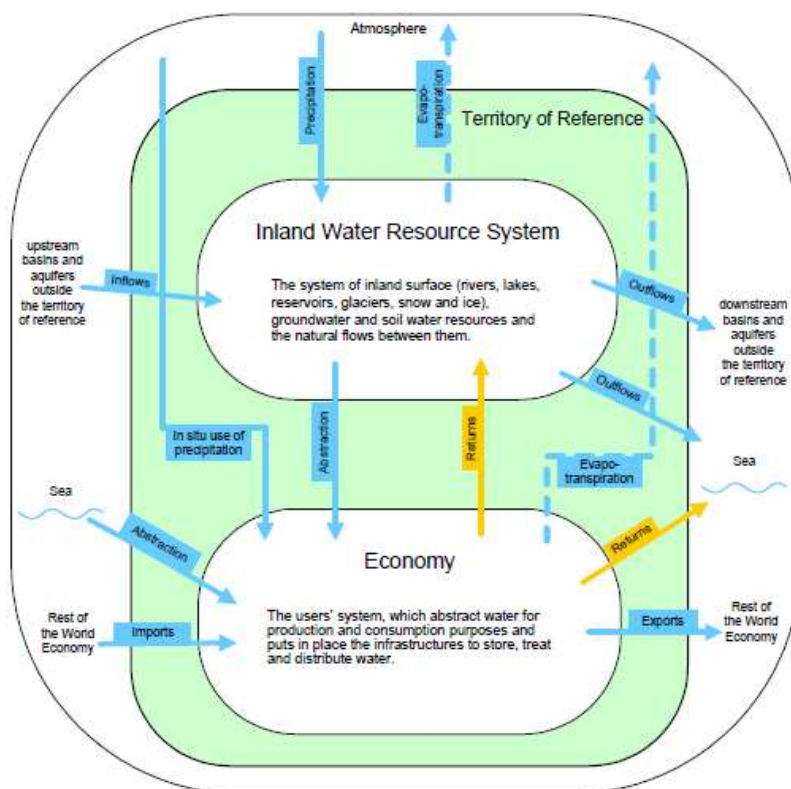 Atmosphere
Precipitation
Evapo-
transpiration
Territory of Reference
Inland Water Resource System
The system of inland surface (rivers, lakes,
reservoirs, glaciers, snow and ice),
groundwater and soil water resources and
the natural flows between them.
upstream
basins and
aquifers
outside
the territory
of reference
Inflows
Outflows
downstream
basins and
aquifers
outside
the territory
of reference
Outflows
In situ use of
precipitation
Abstraction
Returns
Evapo-
transpiration
Sea
Sea
Abstraction
Returns
Economy
The users' system, which abstract water for
production and consumption purposes and
puts in place the infrastructures to store, treat
and distribute water.
Rest of
the World
Economy
Imports
Exports
Rest of
the World
Economy